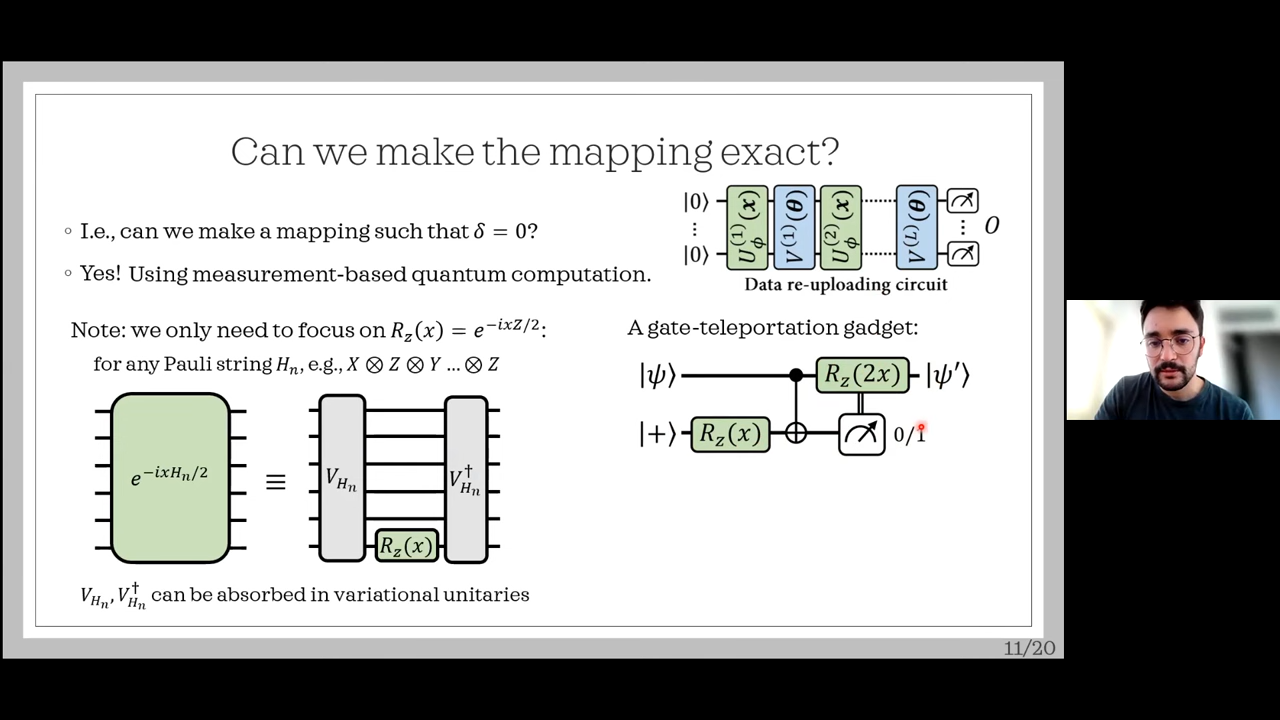 Can we make the mapping exact?
◦ I.e., can we make a mapping such that δ = 0?
◦ Yes! Using measurement-based quantum computation.
|0⟩ U_ϕ^(1)(x) V^(1)(θ) U_ϕ^(2)(x) ........ V^(L)(θ)
⋮ ⋮ O
|0⟩
Data re-uploading circuit
Note: we only need to focus on R_z(x) = e^{-ixZ/2}:
for any Pauli string H_n, e.g., X ⊗ Z ⊗ Y ... ⊗ Z
e^{-ixH_n/2} ≡ V_{H_n} R_z(x) V_{H_n}^†
V_{H_n}, V_{H_n}^† can be absorbed in variational unitaries
A gate-teleportation gadget:
|ψ⟩ R_z(2x) |ψ′⟩
|+⟩ R_z(x) 0/1
11/20